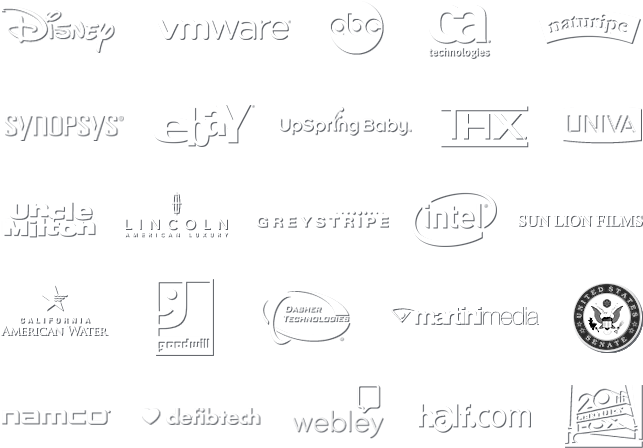 Disney
vmware®
abc
ca
technologies
naturipe
SYNOPSYS®
ebaY
UpSpring Baby.
THX
UNIVA
Uncle
Milton
LINCOLN
AMERICAN LUXURY
GREYSTRIPE
intel
SUN LION FILMS
CALIFORNIA
AMERICAN WATER
goodwill
DASHER
TECHNOLOGIES
martinimedia
UNITED STATES
SENATE
namco
defibtech
webley
half.com
20th
CENTURY
FOX